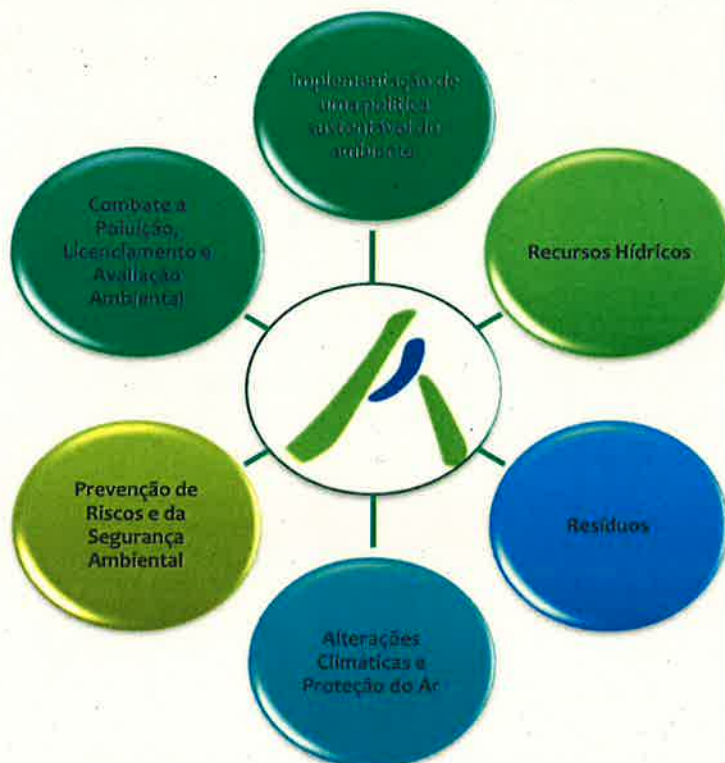 Implementação de
uma política
sustentável do
ambiente
Combate à
Poluição,
Licenciamento e
Avaliação
Ambiental
Recursos Hídricos
Prevenção de
Riscos e da
Segurança
Ambiental
Resíduos
Alterações
Climáticas e
Proteção do Ar